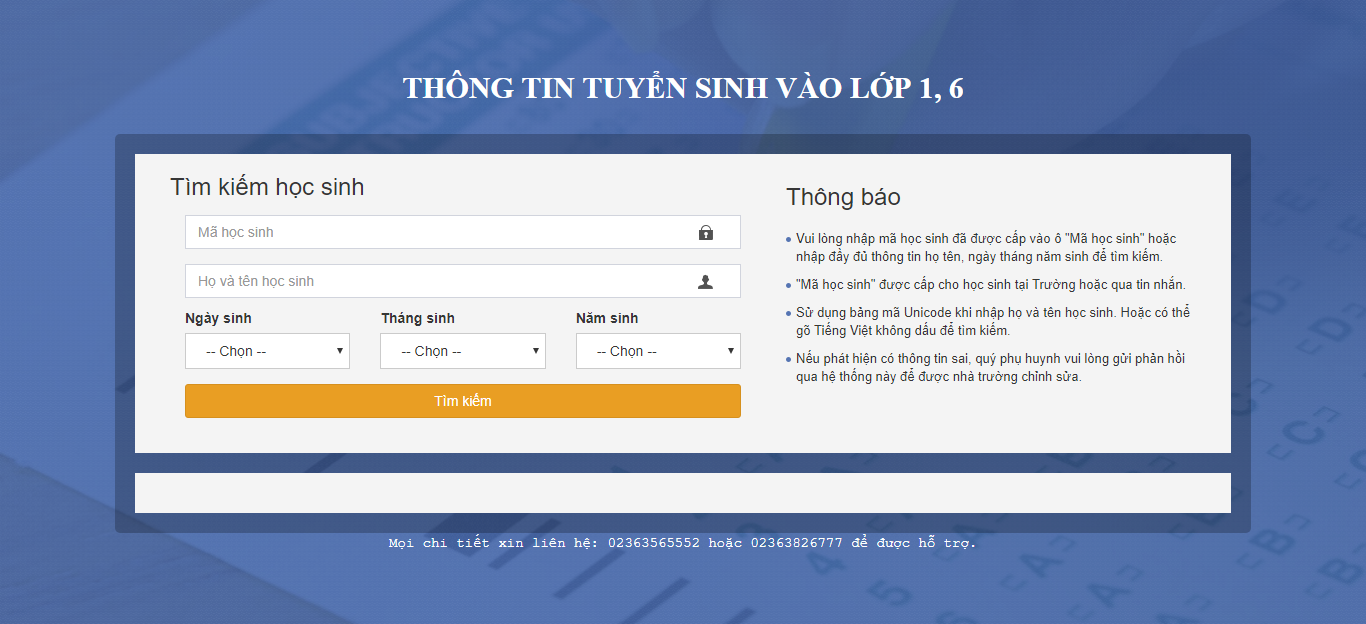 THÔNG TIN TUYỂN SINH VÀO LỚP 1, 6
Tìm kiếm học sinh
Mã học sinh
Họ và tên học sinh
Ngày sinh
Tháng sinh
Năm sinh
-- Chọn --
-- Chọn --
-- Chọn --
Tìm kiếm
Thông báo
Vui lòng nhập mã học sinh đã được cấp vào ô "Mã học sinh" hoặc
nhập đầy đủ thông tin họ tên, ngày tháng năm sinh để tìm kiếm.
"Mã học sinh" được cấp cho học sinh tại Trường hoặc qua tin nhắn.
Sử dụng bảng mã Unicode khi nhập họ và tên học sinh. Hoặc có thể
gõ Tiếng Việt không dấu để tìm kiếm.
Nếu phát hiện có thông tin sai, quý phụ huynh vui lòng gửi phản hồi
qua hệ thống này để được nhà trường chỉnh sửa.
Mọi chi tiết xin liên hệ: 02363565552 hoặc 02363826777 để được hỗ trợ.